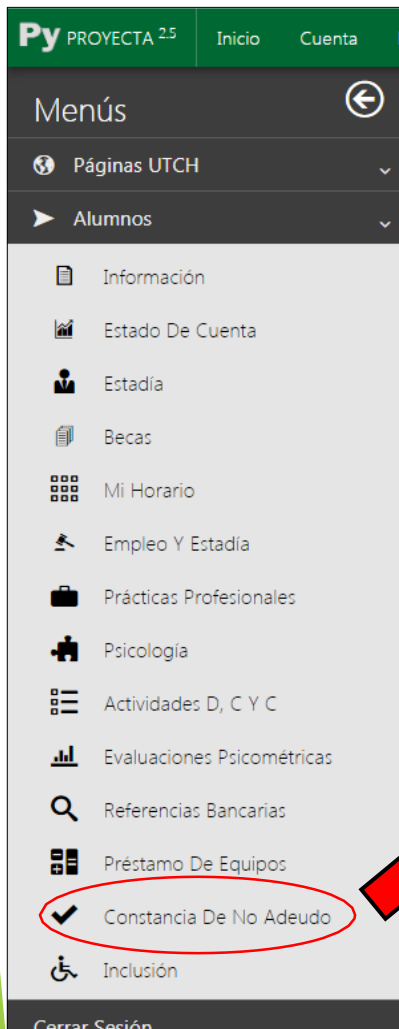 Py PROYECTA 2.5 Inicio Cuenta
Menús
Páginas UTCH
Alumnos
Información
Estado De Cuenta
Estadía
Becas
Mi Horario
Empleo Y Estadía
Prácticas Profesionales
Psicología
Actividades D, C Y C
Evaluaciones Psicométricas
Referencias Bancarias
Préstamo De Equipos
Constancia De No Adeudo
Inclusión
Cerrar Sesión